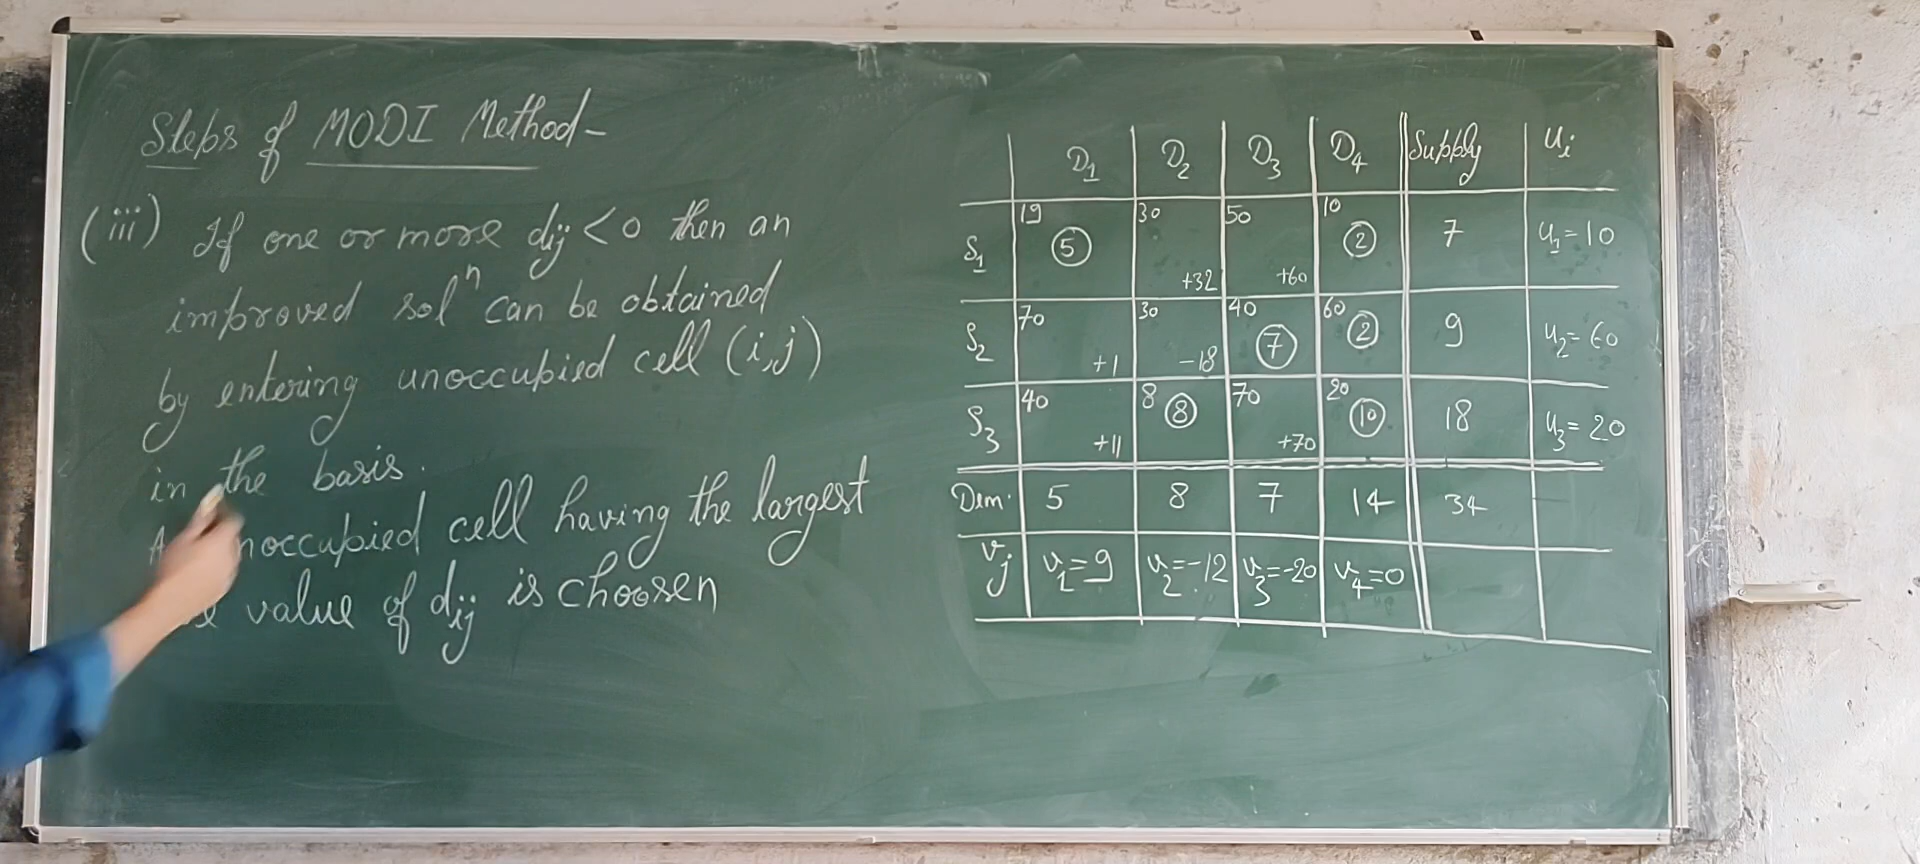 Steps of MODI Method-
(iii) If one or more dij < 0 then an
improved solⁿ can be obtained
by entering unoccupied cell (i,j)
in the basis.
noccupied cell having the largest
value of dij is choosen
D1 D2 D3 D4 Supply ui
S1 19 (5) 30 +32 50 +60 10 (2) 7 u1=10
S2 70 +1 30 -18 40 (7) 60 (2) 9 u2=60
S3 40 +11 8 (8) 70 +70 20 (10) 18 u3=20
Dem. 5 8 7 14 34
vj v1=9 v2=-12 v3=-20 v4=0